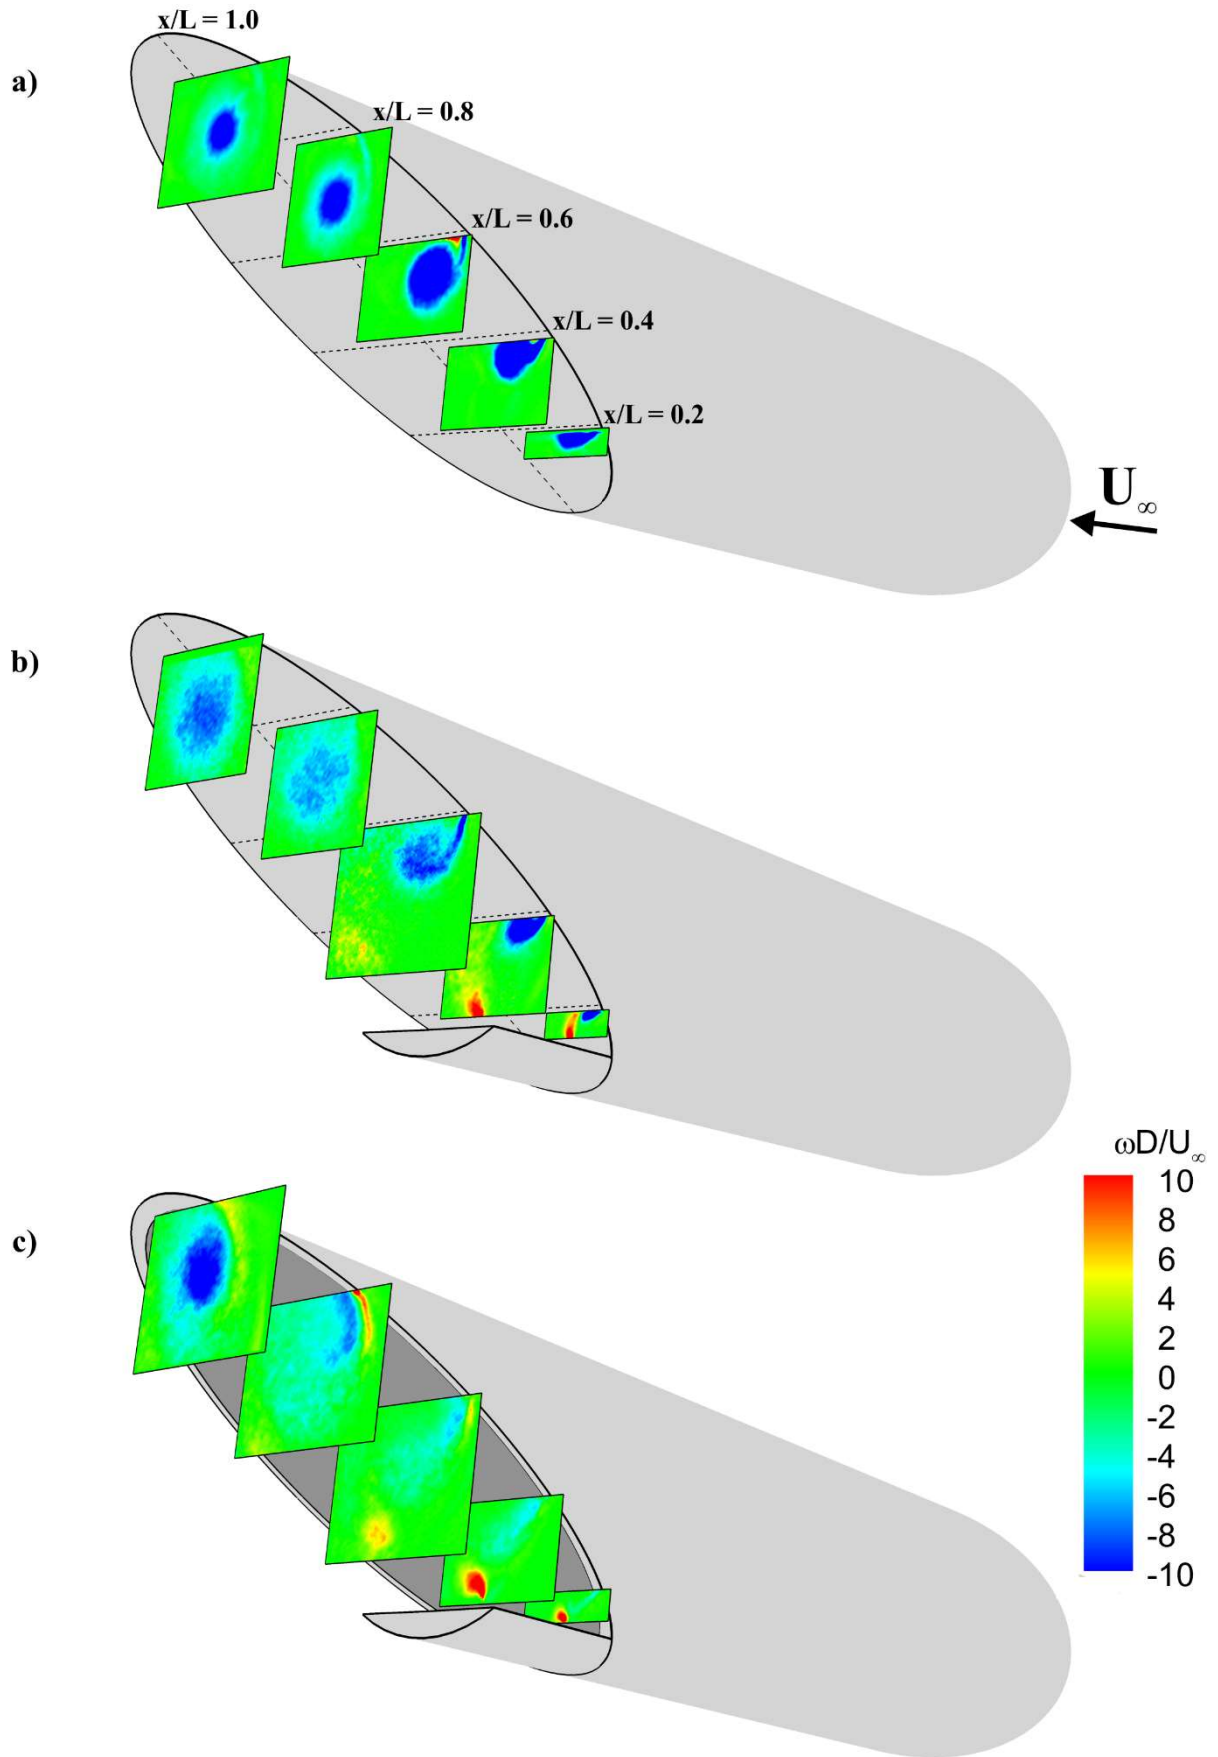 x/L = 1.0
a)
x/L = 0.8
x/L = 0.6
x/L = 0.4
x/L = 0.2
U∞
b)
ωD/U∞
10
8
c)
6
4
2
0
-2
-4
-6
-8
-10